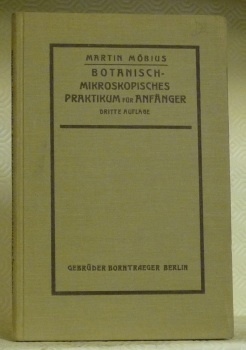 MARTIN MÖBIUS
BOTANISCH-
MIKROSKOPISCHES
PRAKTIKUM FÜR ANFÄNGER
DRITTE AUFLAGE
GEBRÜDER BORNTRAEGER BERLIN